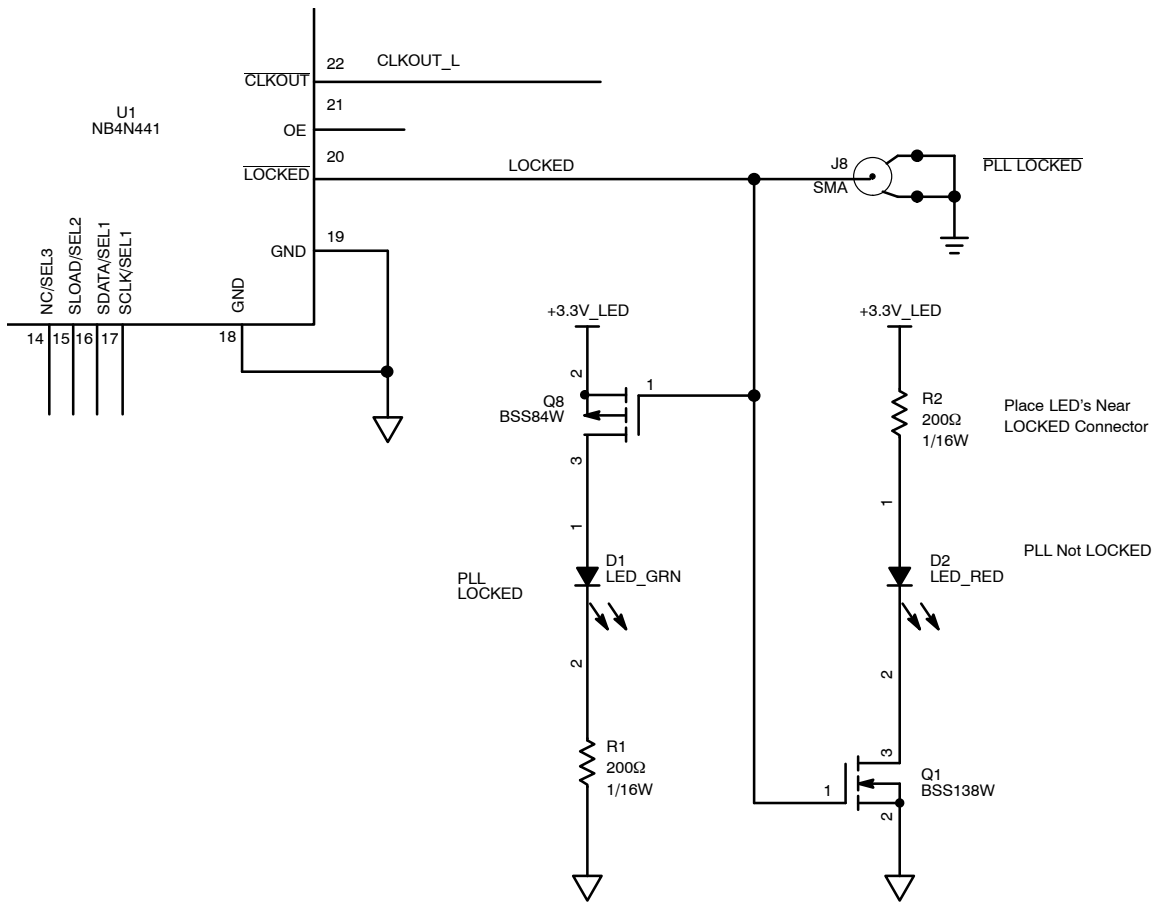 22
CLKOUT_L
CLKOUT
21
U1
NB4N441
OE
20
LOCKED
LOCKED
J8
SMA
PLL LOCKED
19
GND
NC/SEL3
SLOAD/SEL2
SDATA/SEL1
SCLK/SEL1
GND
14
15
16
17
18
+3.3V_LED
+3.3V_LED
2
1
Q8
BSS84W
3
R2
200Ω
1/16W
Place LED's Near
LOCKED Connector
1
1
PLL Not LOCKED
D1
LED_GRN
D2
LED_RED
PLL
LOCKED
2
2
R1
200Ω
1/16W
3
1
Q1
BSS138W
2